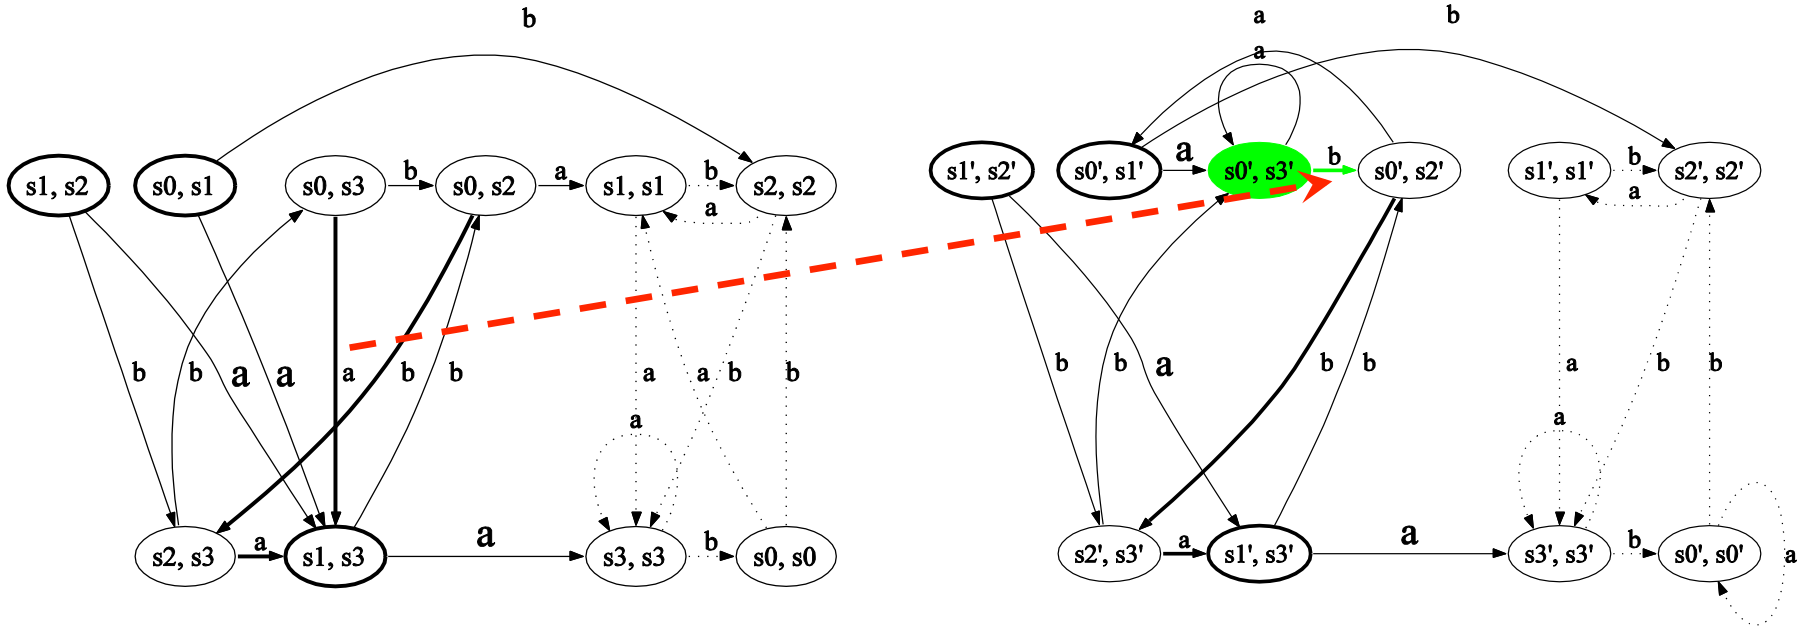 b
a
b
a
s1, s2
s0, s1
s0, s3
b
s0, s2
a
s1, s1
b
s2, s2
a
s1', s2'
s0', s1'
a
s0', s3'
b
s0', s2'
s1', s1'
b
s2', s2'
a
b
b
a
a
a
b
b
a
a
b
b
b
b
a
b
b
a
b
b
a
a
s2, s3
a
s1, s3
a
s3, s3
b
s0, s0
s2', s3'
a
s1', s3'
a
s3', s3'
b
s0', s0'
a